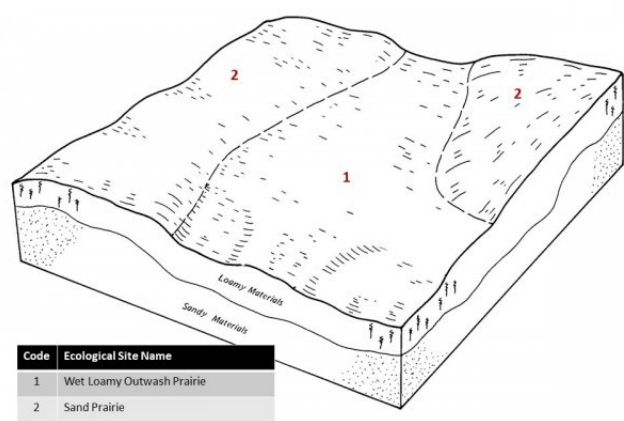 2
2
1
Loamy Materials
Sandy Materials
Code Ecological Site Name
1 Wet Loamy Outwash Prairie
2 Sand Prairie